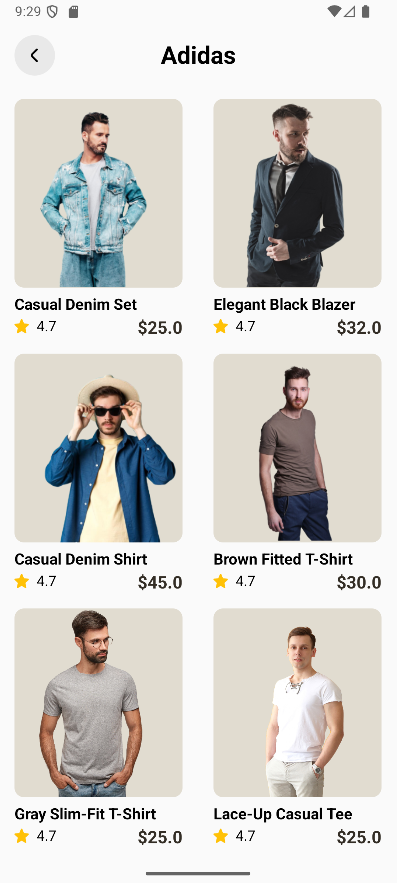 9:29
Adidas
Casual Denim Set
4.7
$25.0
Elegant Black Blazer
4.7
$32.0
Casual Denim Shirt
4.7
$45.0
Brown Fitted T-Shirt
4.7
$30.0
Gray Slim-Fit T-Shirt
4.7
$25.0
Lace-Up Casual Tee
4.7
$25.0